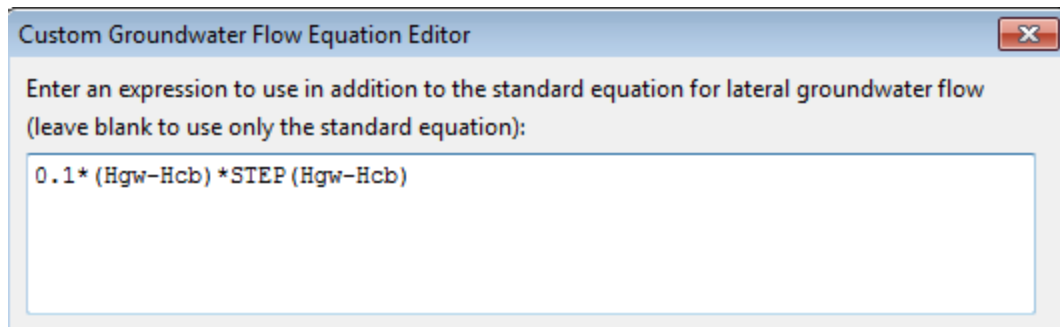 Custom Groundwater Flow Equation Editor
Enter an expression to use in addition to the standard equation for lateral groundwater flow
(leave blank to use only the standard equation):
0.1*(Hgw-Hcb)*STEP(Hgw-Hcb)